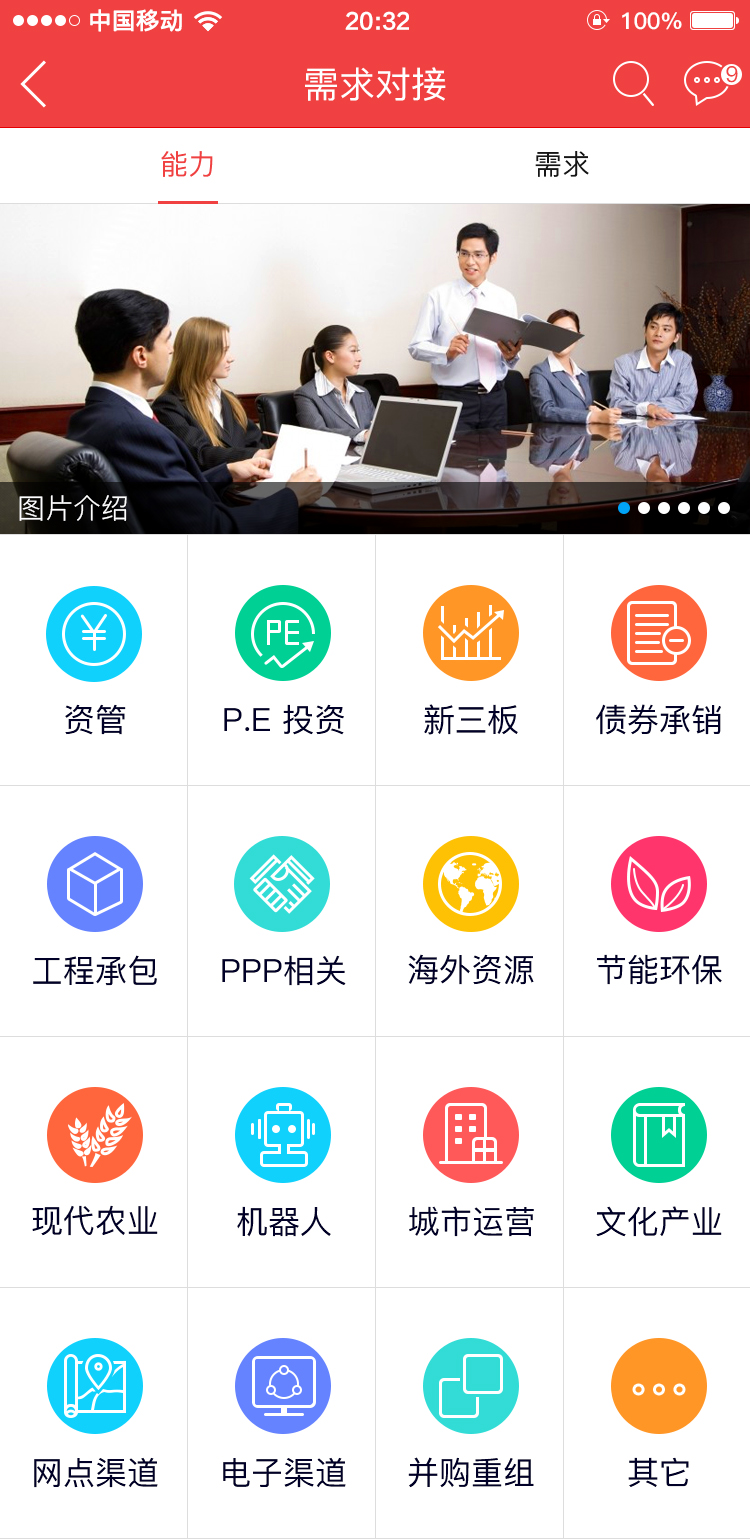 中国移动 20:32 100%
需求对接 9
能力 需求
图片介绍
¥ PE
资管 P.E 投资 新三板 债券承销
工程承包 PPP相关 海外资源 节能环保
现代农业 机器人 城市运营 文化产业
网点渠道 电子渠道 并购重组 其它